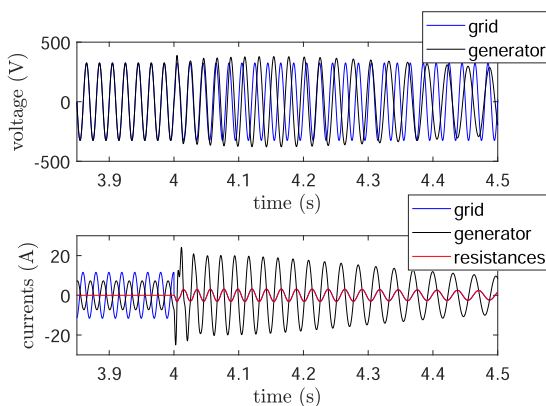 grid
generator
500
0
-500
voltage (V)
3.9 4 4.1 4.2 4.3 4.4 4.5
time (s)
grid
generator
resistances
20
0
-20
currents (A)
3.9 4 4.1 4.2 4.3 4.4 4.5
time (s)